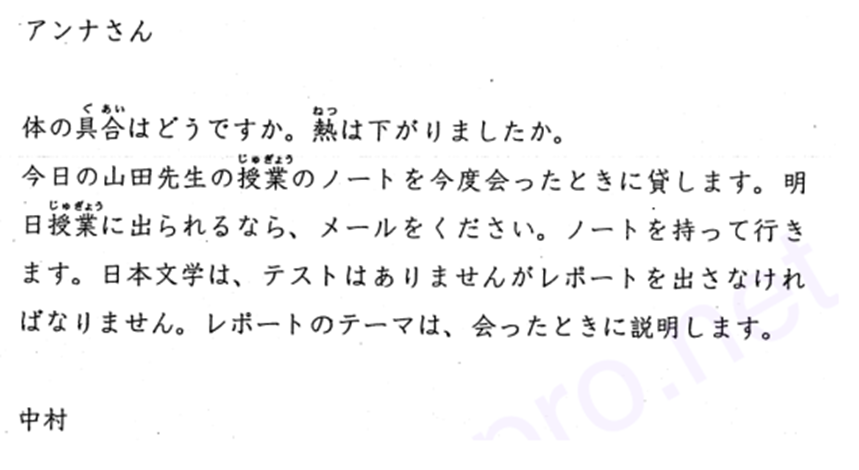 アンナさん
くあい ねつ
体の具合はどうですか。熱は下がりましたか。
じゅぎょう
今日の山田先生の授業のノートを今度会ったときに貸します。明
じゅぎょう
日授業に出られるなら、メールをください。ノートを持って行き
ます。日本文学は、テストはありませんがレポートを出さなけれ
ばなりません。レポートのテーマは、会ったときに説明します。
中村
pro.net